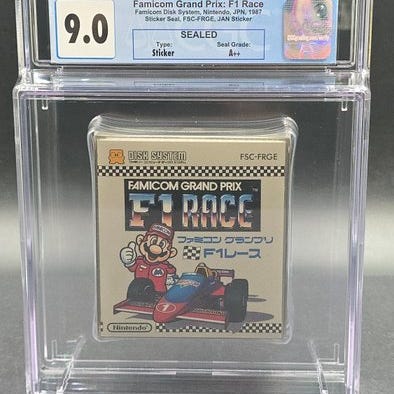 Famicom Grand Prix: F1 Race
Famicom Disk System, Nintendo, JPN, 1987
Sticker Seal, FSC-FRGE, JAN Sticker
9.0
SEALED
Type:
Sticker
Seal Grade:
A++
DISK SYSTEM
FSC-FRGE
FAMICOM GRAND PRIX
F1 RACE
TM
ファミコン グランプリ
F1レース
1
Nintendo